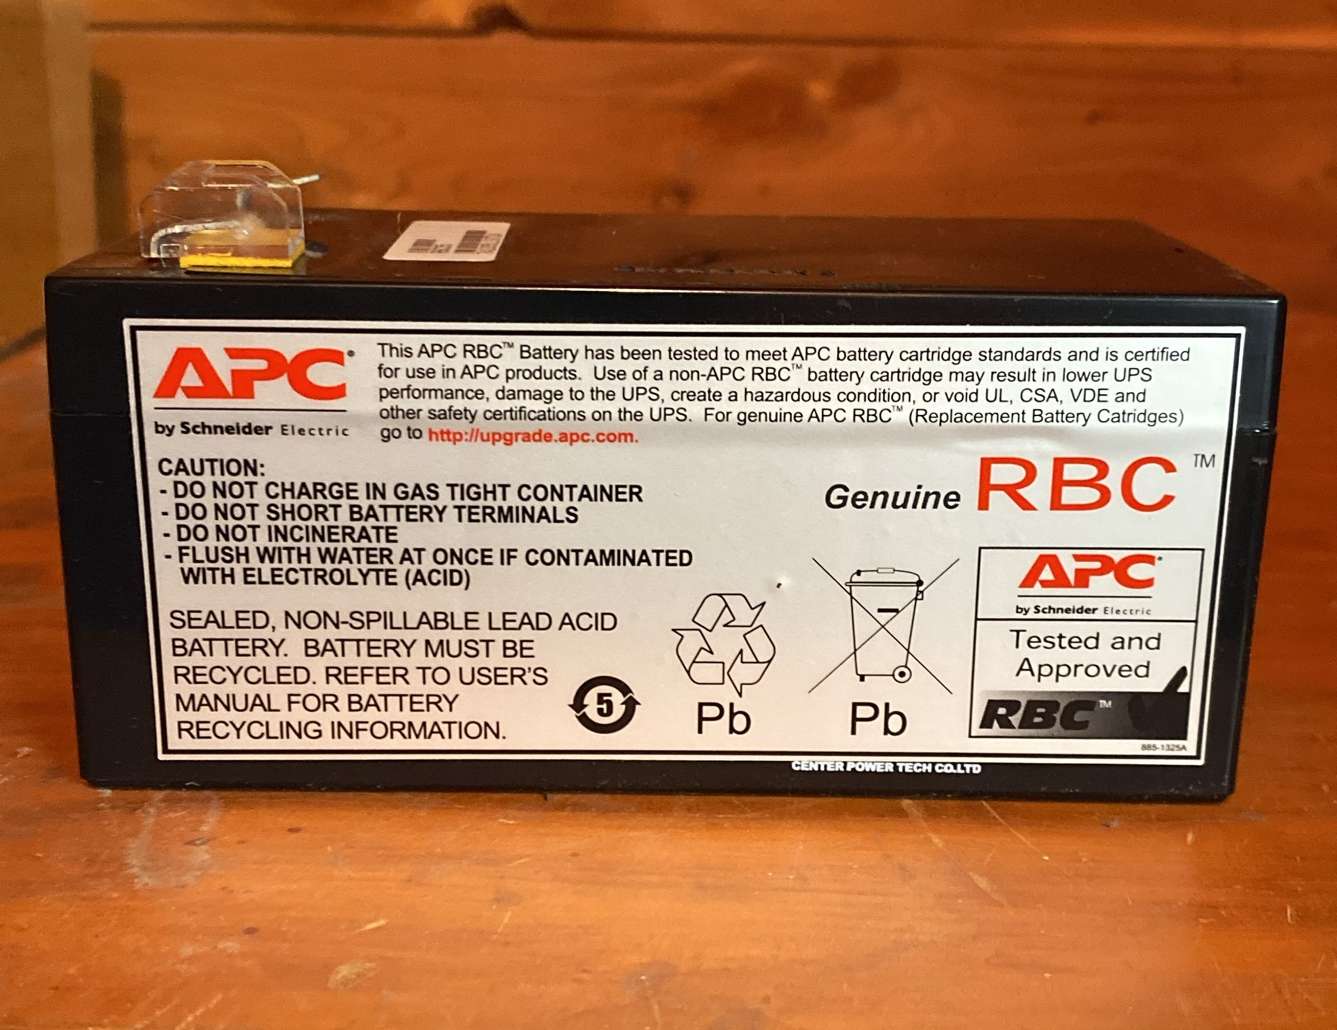 APC®
by Schneider Electric
This APC RBC™ Battery has been tested to meet APC battery cartridge standards and is certified
for use in APC products. Use of a non-APC RBC™ battery cartridge may result in lower UPS
performance, damage to the UPS, create a hazardous condition, or void UL, CSA, VDE and
other safety certifications on the UPS. For genuine APC RBC™ (Replacement Battery Catridges)
go to http://upgrade.apc.com.
CAUTION:
- DO NOT CHARGE IN GAS TIGHT CONTAINER
- DO NOT SHORT BATTERY TERMINALS
- DO NOT INCINERATE
- FLUSH WITH WATER AT ONCE IF CONTAMINATED
WITH ELECTROLYTE (ACID)
Genuine RBC™
SEALED, NON-SPILLABLE LEAD ACID
BATTERY. BATTERY MUST BE
RECYCLED. REFER TO USER'S
MANUAL FOR BATTERY
RECYCLING INFORMATION.
5
Pb
Pb
APC®
by Schneider Electric
Tested and
Approved
RBC™
885-1325A
CENTER POWER TECH CO.LTD